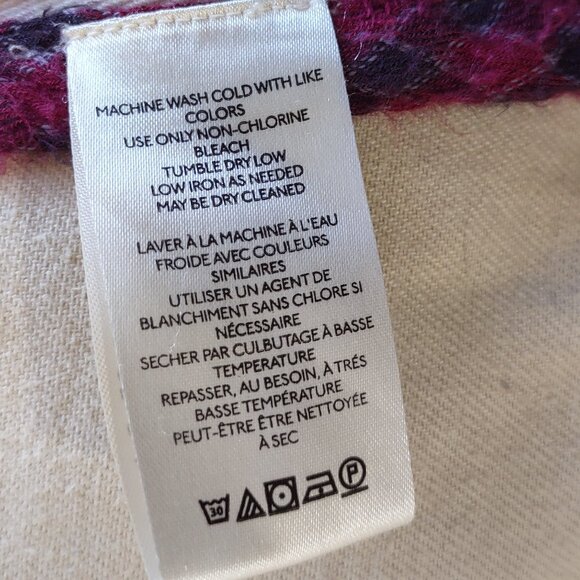 MACHINE WASH COLD WITH LIKE
COLORS
USE ONLY NON-CHLORINE
BLEACH
TUMBLE DRY LOW
LOW IRON AS NEEDED
MAY BE DRY CLEANED
LAVER À LA MACHINE À L'EAU
FROIDE AVEC COULEURS
SIMILAIRES
UTILISER UN AGENT DE
BLANCHIMENT SANS CHLORE SI
NÉCESSAIRE
SECHER PAR CULBUTAGE À BASSE
TEMPERATURE
REPASSER, AU BESOIN, À TRÉS
BASSE TEMPÉRATURE
PEUT-ÊTRE ÊTRE NETTOYÉE
À SEC
30 P